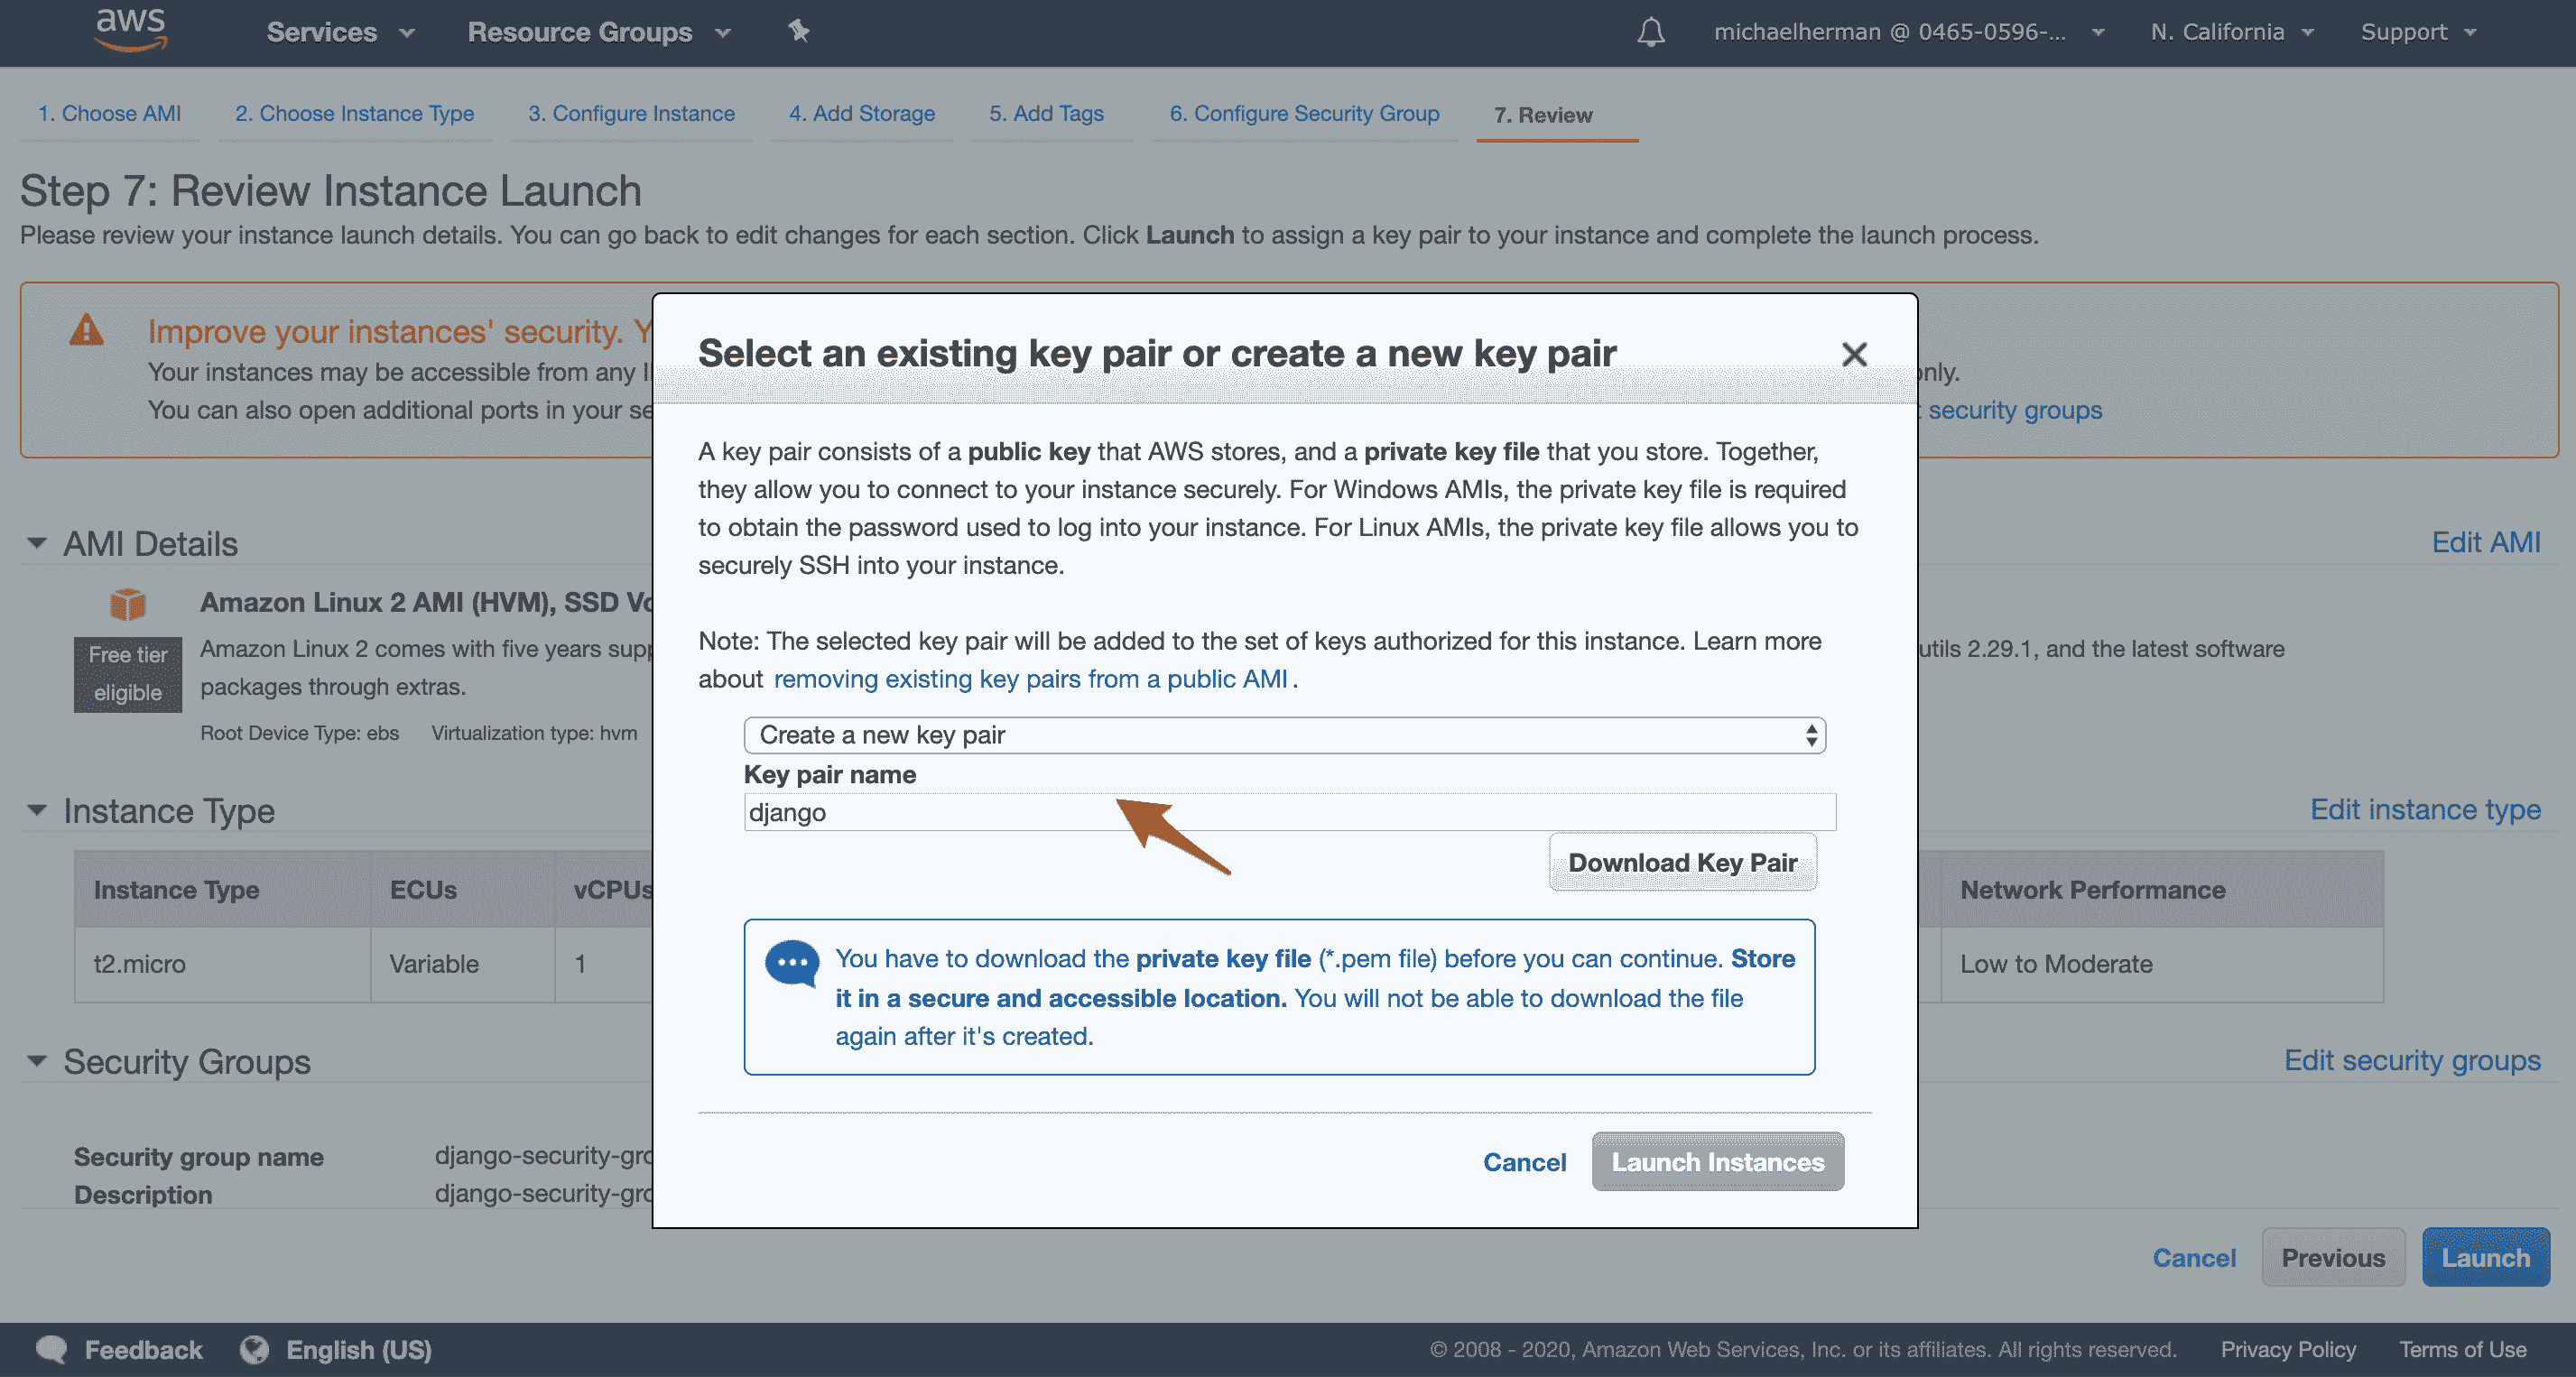 aws Services Resource Groups michaelherman @ 0465-0596-... N. California Support
1. Choose AMI 2. Choose Instance Type 3. Configure Instance 4. Add Storage 5. Add Tags 6. Configure Security Group 7. Review
Step 7: Review Instance Launch
Please review your instance launch details. You can go back to edit changes for each section. Click Launch to assign a key pair to your instance and complete the launch process.
Improve your instances' security. Y
Your instances may be accessible from any only.
You can also open additional ports in your security groups
Select an existing key pair or create a new key pair
A key pair consists of a public key that AWS stores, and a private key file that you store. Together,
they allow you to connect to your instance securely. For Windows AMIs, the private key file is required
to obtain the password used to log into your instance. For Linux AMIs, the private key file allows you to
securely SSH into your instance.
Note: The selected key pair will be added to the set of keys authorized for this instance. Learn more
about removing existing key pairs from a public AMI .
Create a new key pair
Key pair name
django
Download Key Pair
You have to download the private key file (*.pem file) before you can continue. Store
it in a secure and accessible location. You will not be able to download the file
again after it's created.
Cancel Launch Instances
AMI Details Edit AMI
Amazon Linux 2 AMI (HVM), SSD Vo
Free tier
eligible
Amazon Linux 2 comes with five years supp utils 2.29.1, and the latest software
packages through extras.
Root Device Type: ebs Virtualization type: hvm
Instance Type Edit instance type
Instance Type ECUs vCPUs Network Performance
t2.micro Variable 1 Low to Moderate
Security Groups Edit security groups
Security group name django-security-gro
Description django-security-gro
Cancel Previous Launch
Feedback English (US) © 2008 - 2020, Amazon Web Services, Inc. or its affiliates. All rights reserved. Privacy Policy Terms of Use